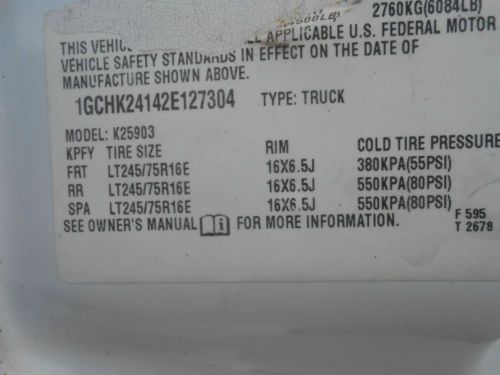 2760KG(6084LB)
THIS VEHIC ALL APPLICABLE U.S. FEDERAL MOTOR
VEHICLE SAFETY STANDARDS IN EFFECT ON THE DATE OF
MANUFACTURE SHOWN ABOVE.
1GCHK24142E127304 TYPE: TRUCK
MODEL: K25903
KPFY TIRE SIZE RIM COLD TIRE PRESSURE
FRT LT245/75R16E 16X6.5J 380KPA(55PSI)
RR LT245/75R16E 16X6.5J 550KPA(80PSI)
SPA LT245/75R16E 16X6.5J 550KPA(80PSI)
SEE OWNER'S MANUAL FOR MORE INFORMATION.
F 595
T 2678